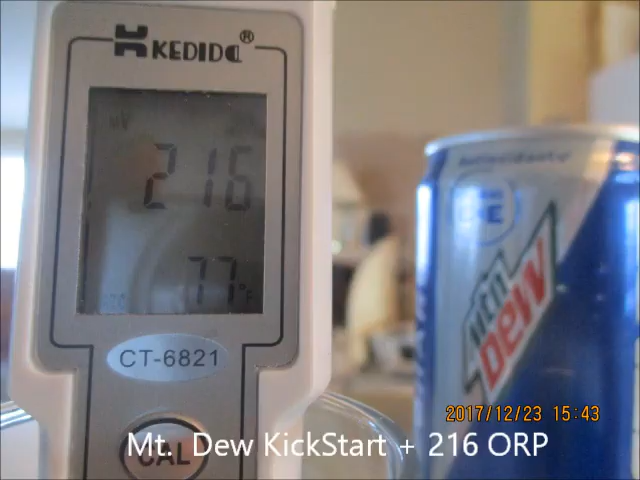 KEDIDA®
mV
216
77°F
CT-6821
CAL
MTN
DEW
2017/12/23 15:43
Mt. Dew KickStart + 216 ORP